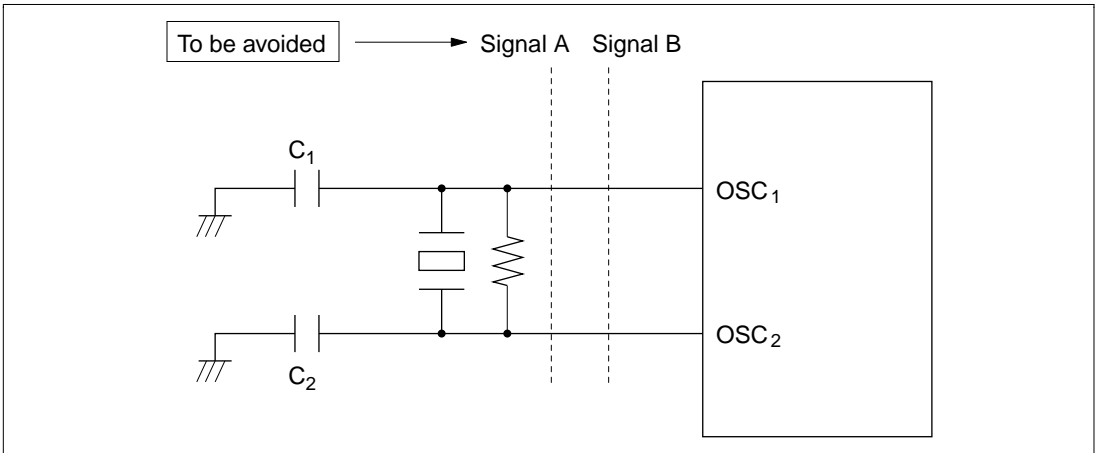 To be avoided Signal A Signal B
C1
OSC1
OSC2
C2